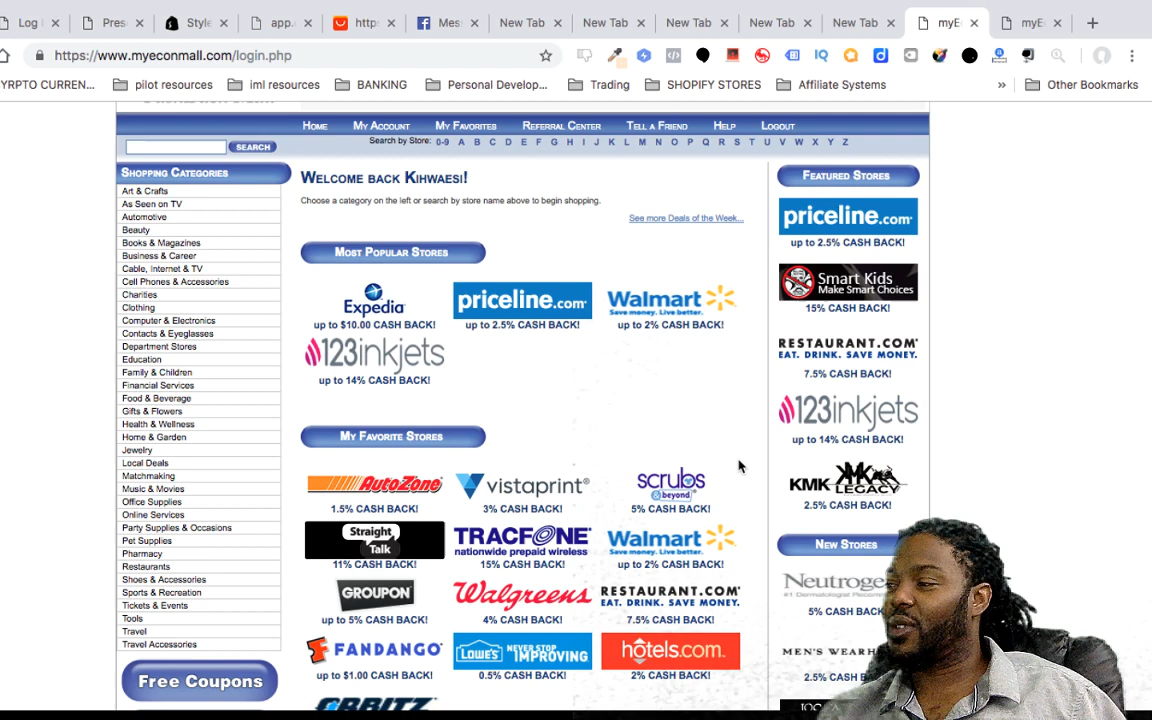 Log
Pres
Style
app.
https
Mes
New Tab
New Tab
New Tab
New Tab
New Tab
myE
myE
https://www.myeconmall.com/login.php
YRPTO CURREN...
pilot resources
iml resources
BANKING
Personal Develop...
Trading
SHOPIFY STORES
Affiliate Systems
»
Other Bookmarks
HOME
MY ACCOUNT
MY FAVORITES
REFERRAL CENTER
TELL A FRIEND
HELP
LOGOUT
SEARCH
Search by Store: 0-9 A B C D E F G H I J K L M N O P Q R S T U V W X Y Z
SHOPPING CATEGORIES
Art & Crafts
As Seen on TV
Automotive
Beauty
Books & Magazines
Business & Career
Cable, Internet & TV
Cell Phones & Accessories
Charities
Clothing
Computer & Electronics
Contacts & Eyeglasses
Department Stores
Education
Family & Children
Financial Services
Food & Beverage
Gifts & Flowers
Health & Wellness
Home & Garden
Jewelry
Local Deals
Matchmaking
Music & Movies
Office Supplies
Online Services
Party Supplies & Occasions
Pet Supplies
Pharmacy
Restaurants
Shoes & Accessories
Sports & Recreation
Tickets & Events
Tools
Travel
Travel Accessories
Free Coupons
WELCOME BACK KIHWAESI!
Choose a category on the left or search by store name above to begin shopping.
See more Deals of the Week...
MOST POPULAR STORES
Expedia
up to $10.00 CASH BACK!
priceline.com
up to 2.5% CASH BACK!
Walmart
Save money. Live better.
up to 2% CASH BACK!
123inkjets
up to 14% CASH BACK!
MY FAVORITE STORES
AutoZone
1.5% CASH BACK!
vistaprint
3% CASH BACK!
scrubs
& beyond
5% CASH BACK!
Straight
Talk
11% CASH BACK!
TRACFONE
nationwide prepaid wireless
15% CASH BACK!
Walmart
Save money. Live better.
up to 2% CASH BACK!
GROUPON
up to 5% CASH BACK!
Walgreens
4% CASH BACK!
RESTAURANT.COM
EAT. DRINK. SAVE MONEY.
7.5% CASH BACK!
FANDANGO
up to $1.00 CASH BACK!
LOWE'S NEVER STOP
IMPROVING
0.5% CASH BACK!
hotels.com
2% CASH BACK!
ORBITZ
FEATURED STORES
priceline.com
up to 2.5% CASH BACK!
Smart Kids
Make Smart Choices
15% CASH BACK!
RESTAURANT.COM
EAT. DRINK. SAVE MONEY.
7.5% CASH BACK!
123inkjets
up to 14% CASH BACK!
KMK LEGACY
2.5% CASH BACK!
NEW STORES
Neutroge
#1 Dermatologist Recom
5% CASH BACK!
MEN'S WEARH
2.5% CASH